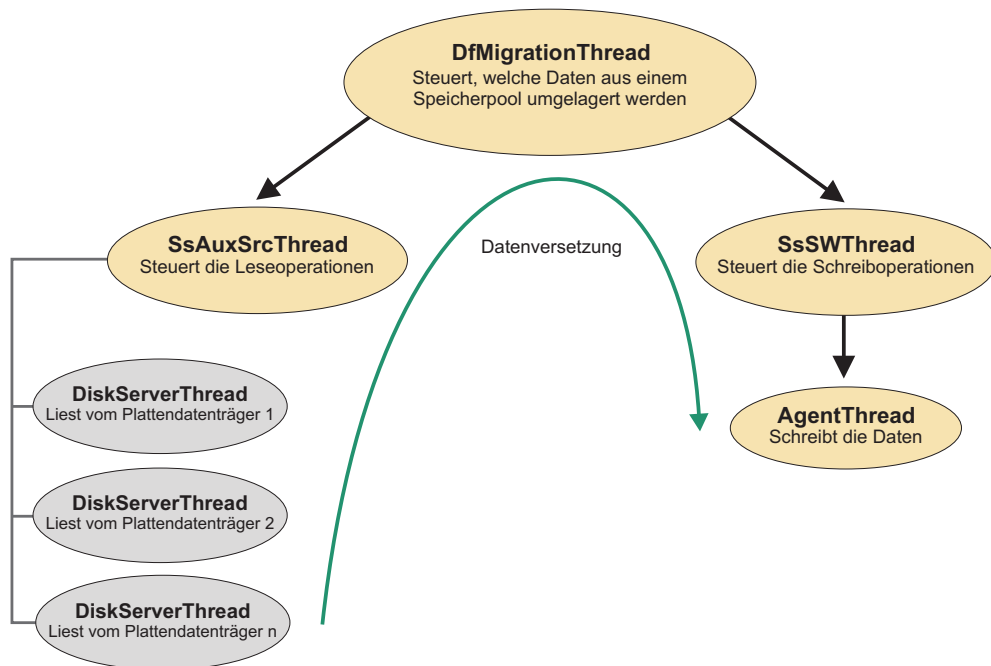 DfMigrationThread
Steuert, welche Daten aus einem
Speicherpool umgelagert werden
SsAuxSrcThread
Steuert die Leseoperationen
Datenversetzung
SsSWThread
Steuert die Schreiboperationen
DiskServerThread
Liest vom Plattendatenträger 1
AgentThread
Schreibt die Daten
DiskServerThread
Liest vom Plattendatenträger 2
DiskServerThread
Liest vom Plattendatenträger n